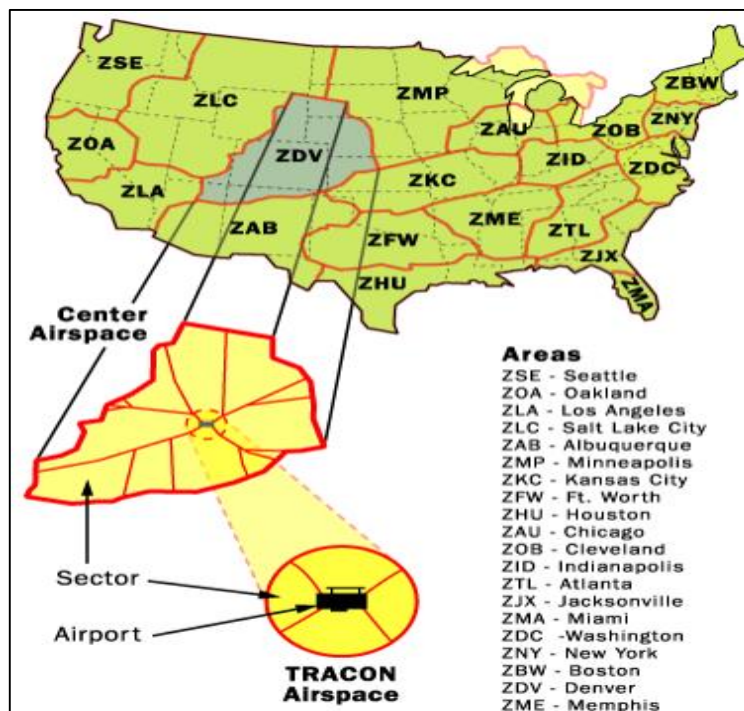 ZSE
ZLC
ZMP
ZBW
ZNY
ZOA
ZDV
ZAU
ZOB
ZID
ZDC
ZLA
ZKC
ZAB
ZME
ZFW
ZTL
ZJX
ZHU
ZMA
Center
Airspace
Sector
Airport
TRACON
Airspace
Areas
ZSE - Seattle
ZOA - Oakland
ZLA - Los Angeles
ZLC - Salt Lake City
ZAB - Albuquerque
ZMP - Minneapolis
ZKC - Kansas City
ZFW - Ft. Worth
ZHU - Houston
ZAU - Chicago
ZOB - Cleveland
ZID - Indianapolis
ZTL - Atlanta
ZJX - Jacksonville
ZMA - Miami
ZDC -Washington
ZNY - New York
ZBW - Boston
ZDV - Denver
ZME - Memphis